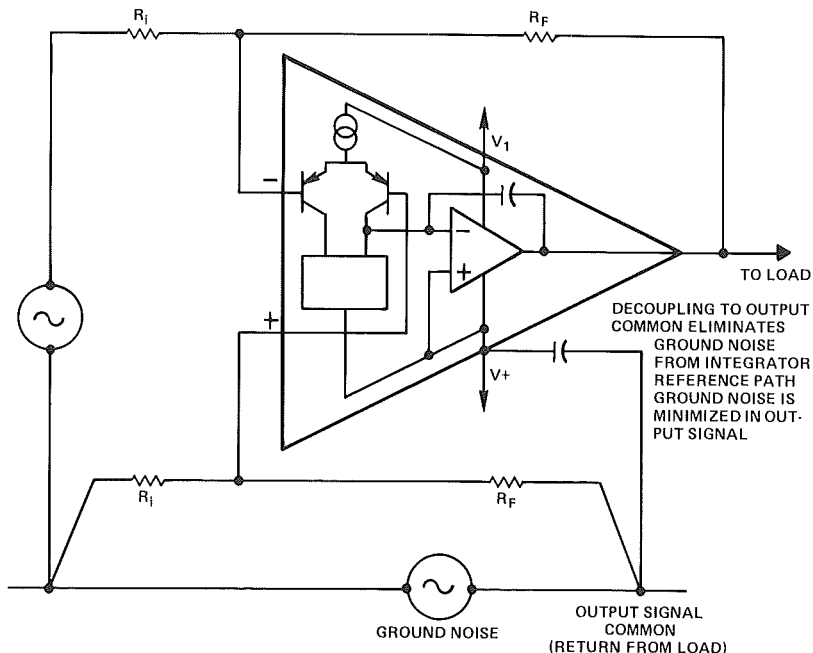 Ri
RF
V1
−
−
+
+
TO LOAD
DECOUPLING TO OUTPUT
COMMON ELIMINATES
GROUND NOISE
FROM INTEGRATOR
REFERENCE PATH
GROUND NOISE IS
MINIMIZED IN OUT-
PUT SIGNAL
V+
Ri
RF
GROUND NOISE
OUTPUT SIGNAL
COMMON
(RETURN FROM LOAD)